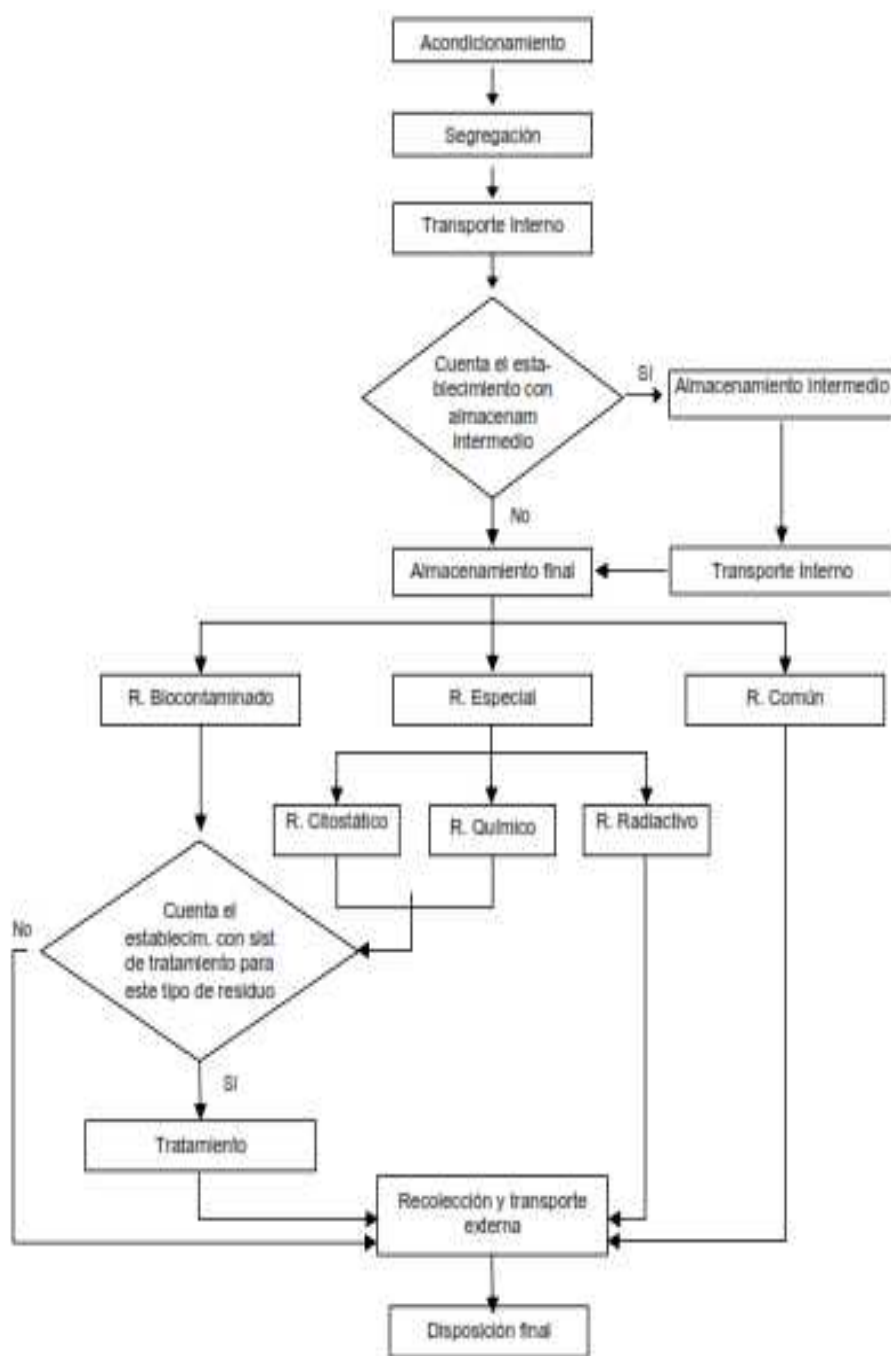 Acondicionamiento
Segregación
Transporte Interno
Cuenta el esta-
blecimiento con
almacenam
intermedio
Sí
Almacenamiento Intermedio
No
Almacenamiento final
Transporte Interno
R. Biocontaminado
R. Especial
R. Común
R. Citostático
R. Químico
R. Radiactivo
No
Cuenta el
establecim. con sist
de tratamiento para
este tipo de residuo
Sí
Tratamiento
Recolección y transporte
externa
Disposición final